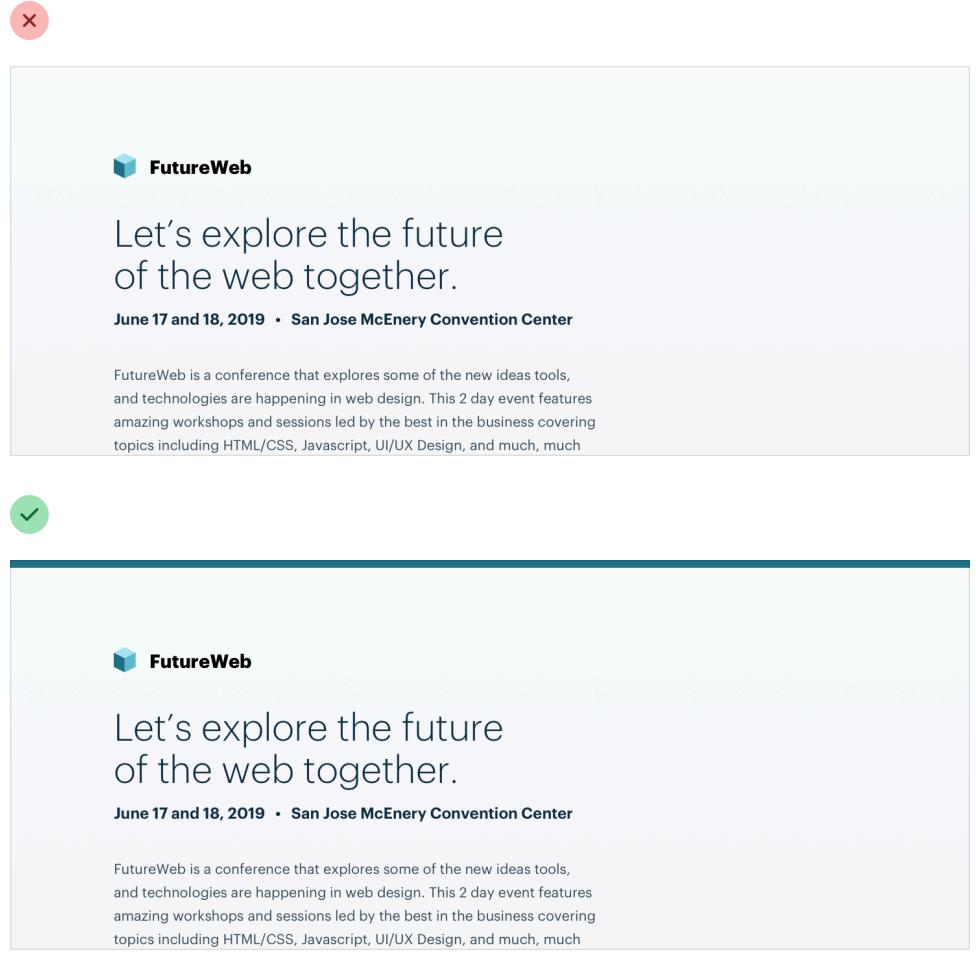 FutureWeb
Let’s explore the future
of the web together.
June 17 and 18, 2019 • San Jose McEnery Convention Center
FutureWeb is a conference that explores some of the new ideas tools,
and technologies are happening in web design. This 2 day event features
amazing workshops and sessions led by the best in the business covering
topics including HTML/CSS, Javascript, UI/UX Design, and much, much
FutureWeb
Let’s explore the future
of the web together.
June 17 and 18, 2019 • San Jose McEnery Convention Center
FutureWeb is a conference that explores some of the new ideas tools,
and technologies are happening in web design. This 2 day event features
amazing workshops and sessions led by the best in the business covering
topics including HTML/CSS, Javascript, UI/UX Design, and much, much